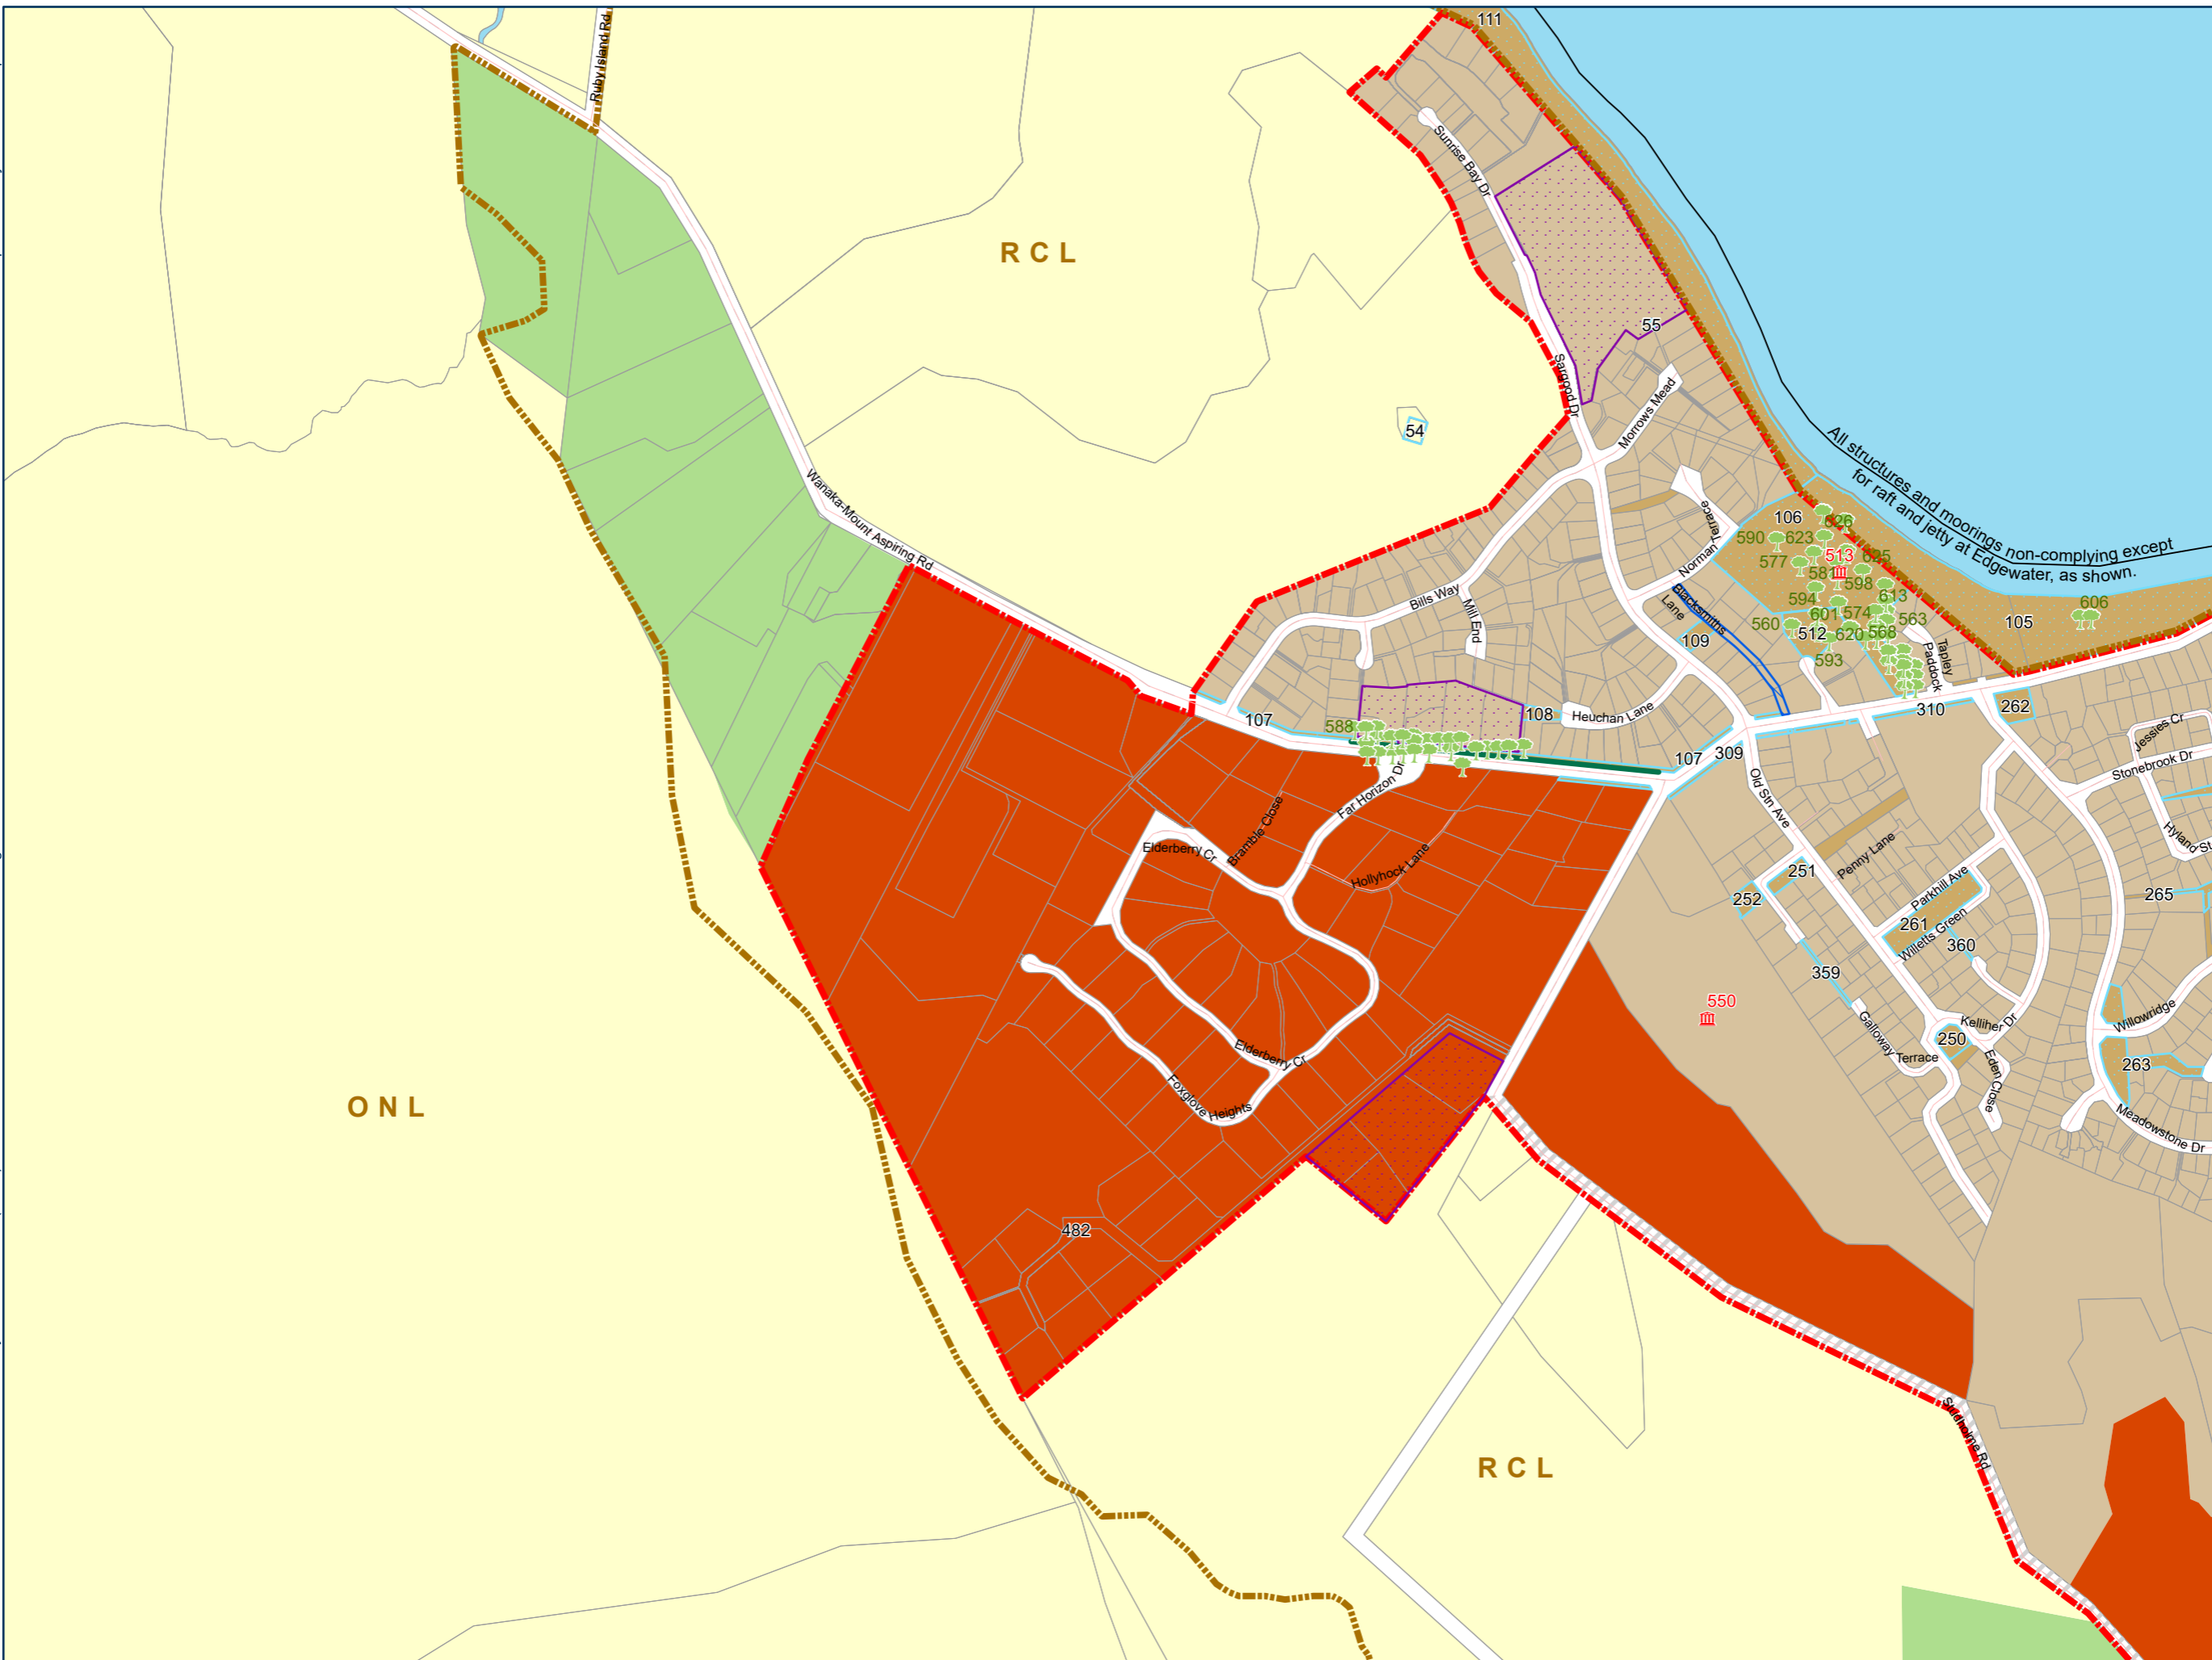 111
Ruby Island Rd
Sunrise Bay Dr
RCL
55
Sargood Dr
Morrows Mead
54
All structures and moorings non-complying except
for raft and jetty at Edgewater, as shown.
Wanaka-Mount Aspiring Rd
Terrace
Norman
106
626
590
623
513
625
577
581
598
594
613
606
601
574
563
560
512
620
568
105
593
Blacksmiths
Lane
109
Bills Way
Mill End
Tapley
Paddock
107
588
108
Heuchan Lane
310
262
Jessies Cr
107
309
Stonebrook Dr
Far Horizon Dr
Old Stn Ave
Bramble Close
Elderberry Cr
Hollyhock Lane
Penny Lane
Hyland St
251
252
Parkhill Ave
265
261
Willetts Green
360
359
550
Willowridge
Kelliher Dr
Galloway
Terrace
250
Eden Close
263
Elderberry Cr
Foxglove
Heights
ONL
Meadowstone Dr
482
Studholme Rd
RCL